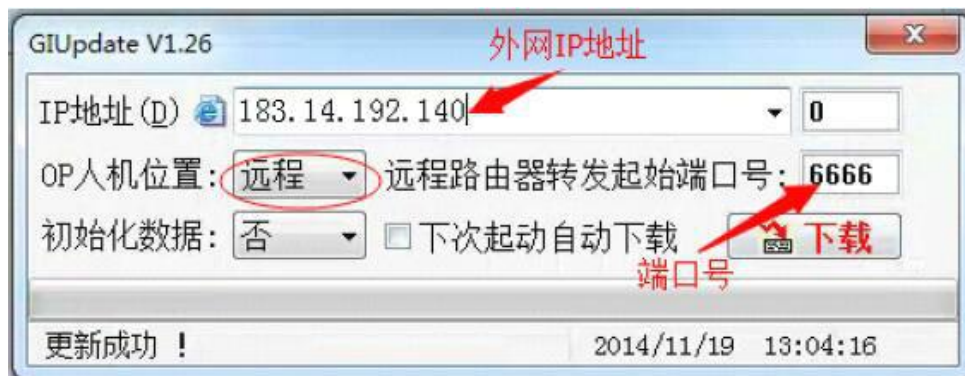 GIUpdate V1.26
外网IP地址
IP地址(D) 183.14.192.140 0
OP人机位置: 远程 远程路由器转发起始端口号: 6666
初始化数据: 否 下次起动自动下载 下载
端口号
更新成功 ! 2014/11/19 13:04:16